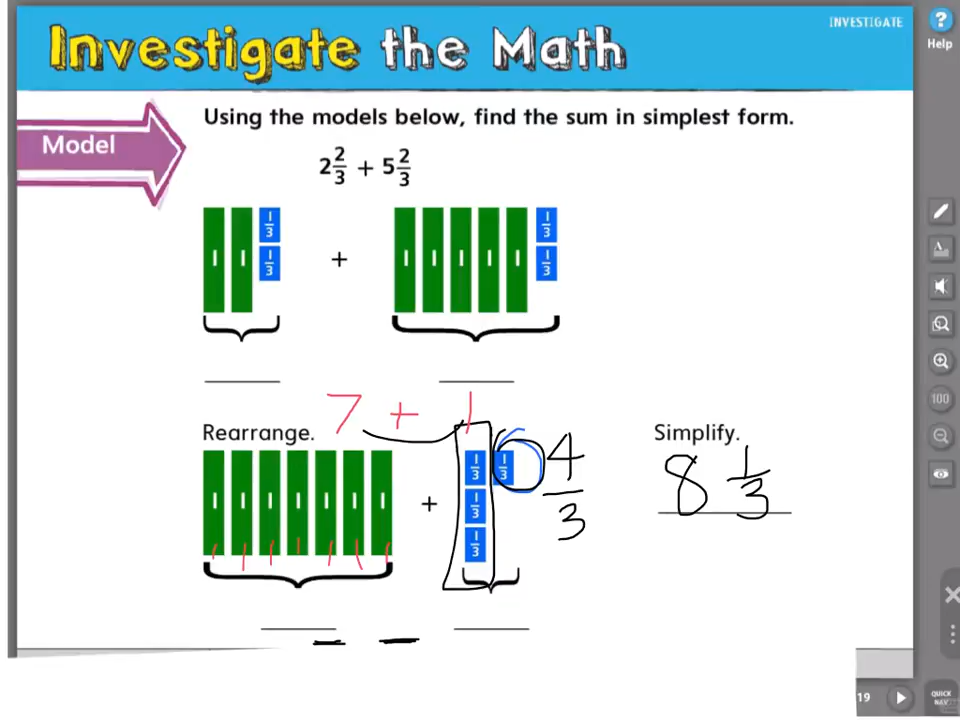 INVESTIGATE
Investigate the Math
Help
Using the models below, find the sum in simplest form.
Model
2 2/3 + 5 2/3
1 1 1/3 + 1 1 1 1 1 1/3
1/3 1/3
7 + 1
Rearrange. Simplify.
1 1 1 1 1 1 1 + 1/3 1/3 4/3 8 1/3
1/3
1/3
100
19
QUICK
NAV